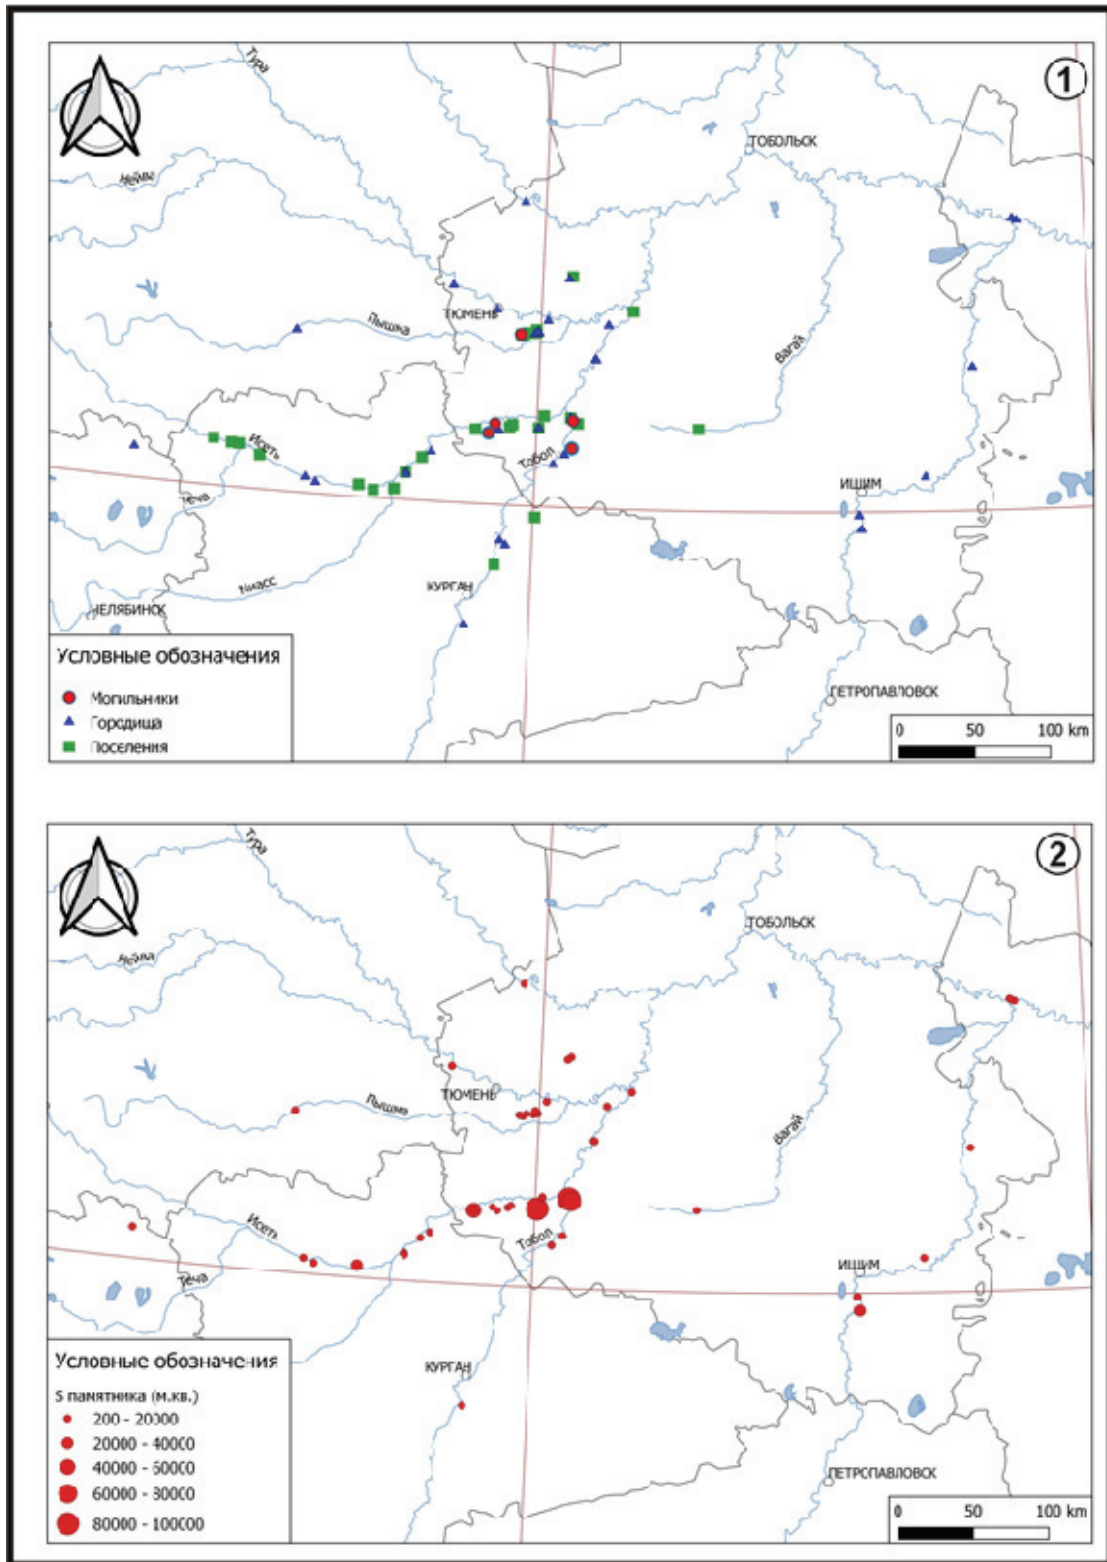 1
Тура
ТОБОЛЬСК
Нейва
ТЮМЕНЬ
Пышма
Вагай
Исеть
Тобол
ИШИМ
Теча
Миасс
КУРГАН
ЧЕЛЯБИНСК
ПЕТРОПАВЛОВСК
Условные обозначения
Могильники
Городища
Поселения
0 50 100 km
2
Тура
ТОБОЛЬСК
Нейва
ТЮМЕНЬ
Пышма
Вагай
Исеть
Тобол
ИШИМ
Теча
КУРГАН
ПЕТРОПАВЛОВСК
Условные обозначения
S памятника (м.кв.)
200 - 20000
20000 - 40000
40000 - 60000
60000 - 80000
80000 - 100000
0 50 100 km